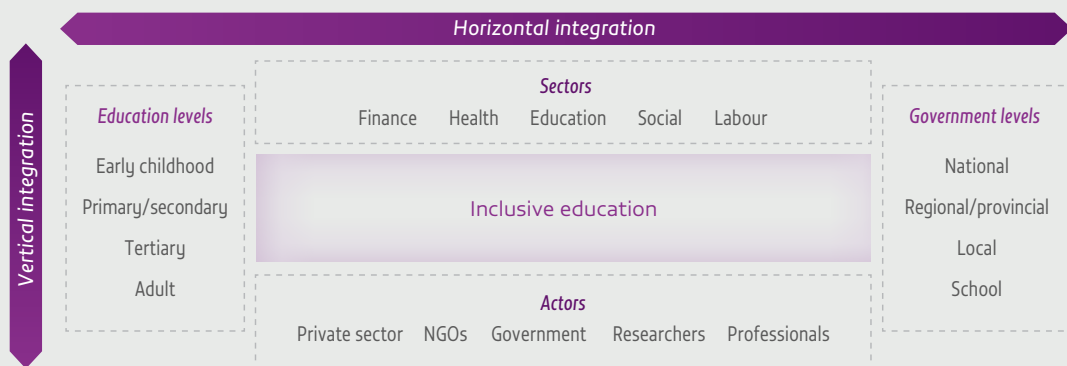 Horizontal integration
Vertical integration
Education levels
Early childhood
Primary/secondary
Tertiary
Adult
Sectors
Finance Health Education Social Labour
Inclusive education
Actors
Private sector NGOs Government Researchers Professionals
Government levels
National
Regional/provincial
Local
School